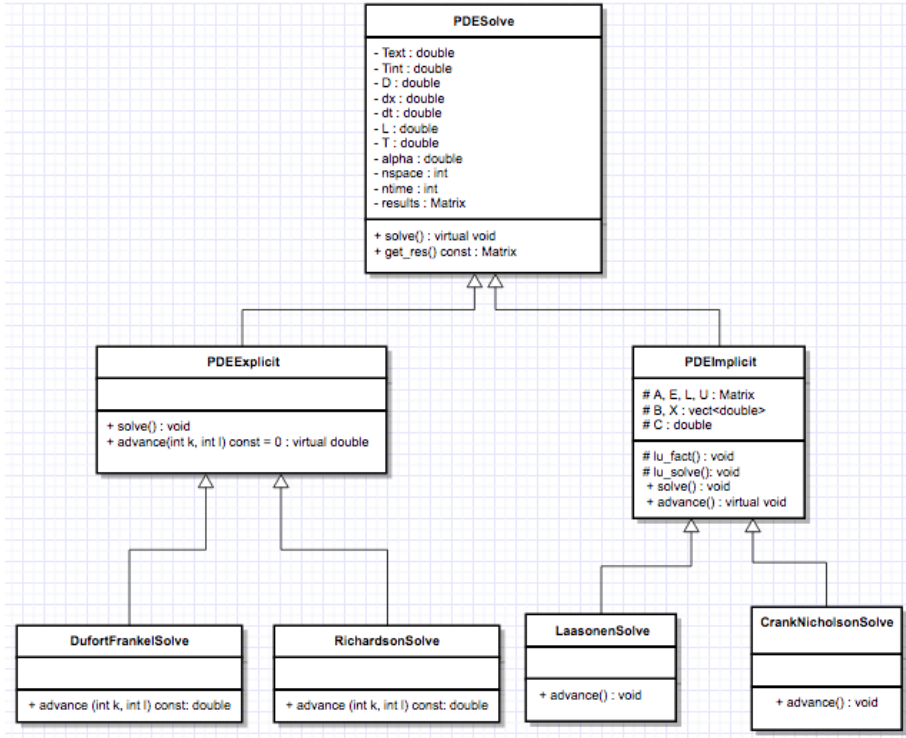 PDESolve
- Text : double
- Tint : double
- D : double
- dx : double
- dt : double
- L : double
- T : double
- alpha : double
- nspace : int
- ntime : int
- results : Matrix
+ solve() : virtual void
+ get_res() const : Matrix
PDEExplicit
+ solve() : void
+ advance(int k, int l) const = 0 : virtual double
PDEImplicit
# A, E, L, U : Matrix
# B, X : vect<double>
# C : double
# lu_fact() : void
# lu_solve(): void
+ solve() : void
+ advance() : virtual void
DufortFrankelSolve
+ advance (int k, int l) const: double
RichardsonSolve
+ advance (int k, int l) const: double
LaasonenSolve
+ advance() : void
CrankNicholsonSolve
+ advance() : void